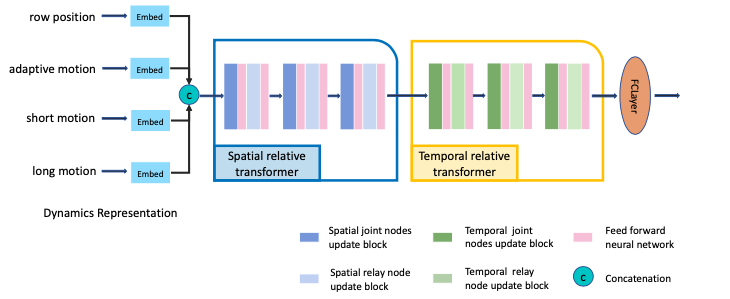 row position
Embed
adaptive motion
Embed
short motion
Embed
long motion
Embed
C
Dynamics Representation
Spatial relative
transformer
Temporal relative
transformer
FCLayer
Spatial joint nodes
update block
Temporal joint
nodes update block
Feed forward
neural network
Spatial relay node
update block
Temporal relay
node update block
C
Concatenation